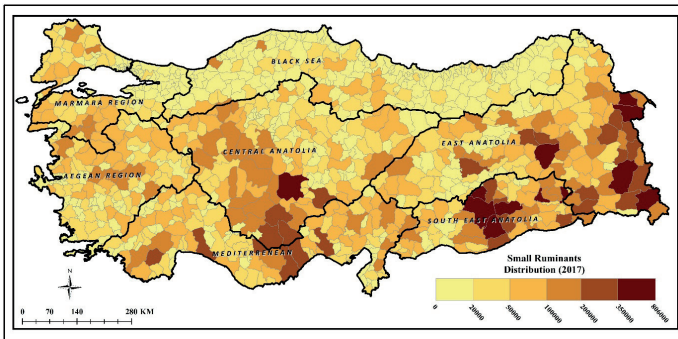 BLACK SEA
MARMARA REGION
EAST ANATOLIA
CENTRAL ANATOLIA
AEGEAN REGION
SOUTH EAST ANATOLIA
MEDITERRENEAN
Small Ruminants
Distribution (2017)
N
0 70 140 280 KM
0 20000 50000 100000 200000 350000 806000